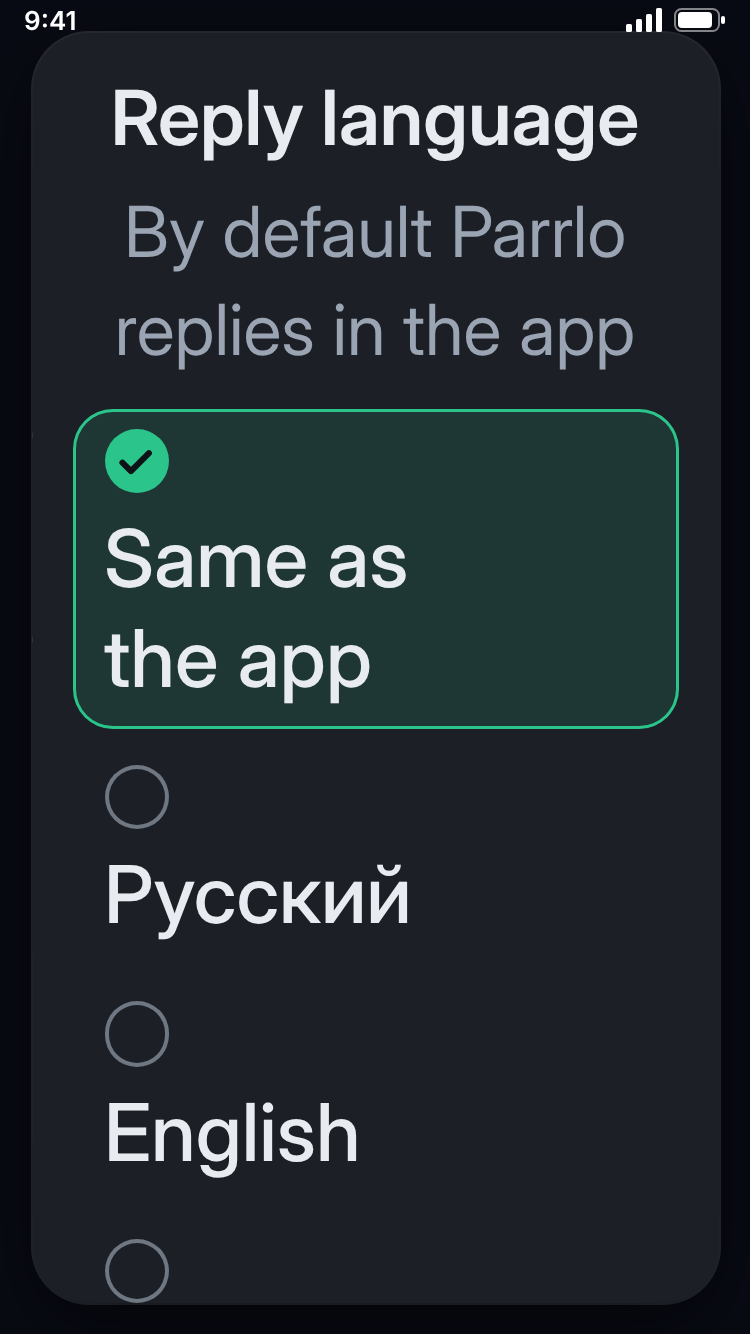 9:41
Reply language
By default Parrlo
replies in the app
Same as
the app
Русский
English